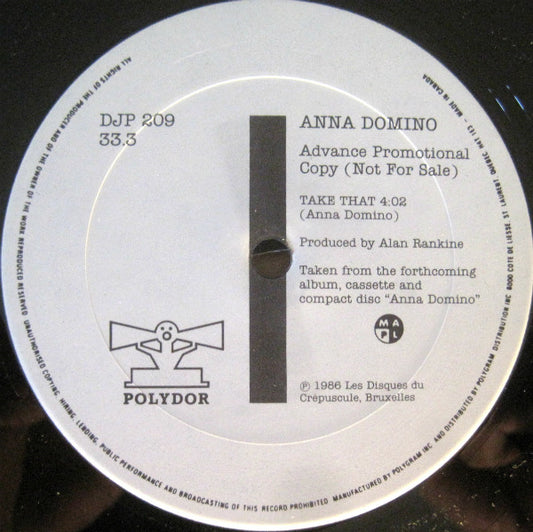 DJP 209
33.3
ANNA DOMINO
Advance Promotional
Copy (Not For Sale)
TAKE THAT 4:02
(Anna Domino)
Produced by Alan Rankine
Taken from the forthcoming
album, cassette and
compact disc "Anna Domino"
M A
P L
POLYDOR
℗ 1986 Les Disques du
Crépuscule, Bruxelles
ALL RIGHTS OF THE PRODUCER AND OF THE OWNER OF THE WORK REPRODUCED RESERVED. UNAUTHORISED COPYING, HIRING, LENDING, PUBLIC PERFORMANCE AND BROADCASTING OF THIS RECORD PROHIBITED. MANUFACTURED BY POLYGRAM INC. AND DISTRIBUTED BY POLYGRAM DISTRIBUTION INC. 6000 COTE DE LIESSE, ST. LAURENT, QUEBEC H4T 1E3 – MADE IN CANADA